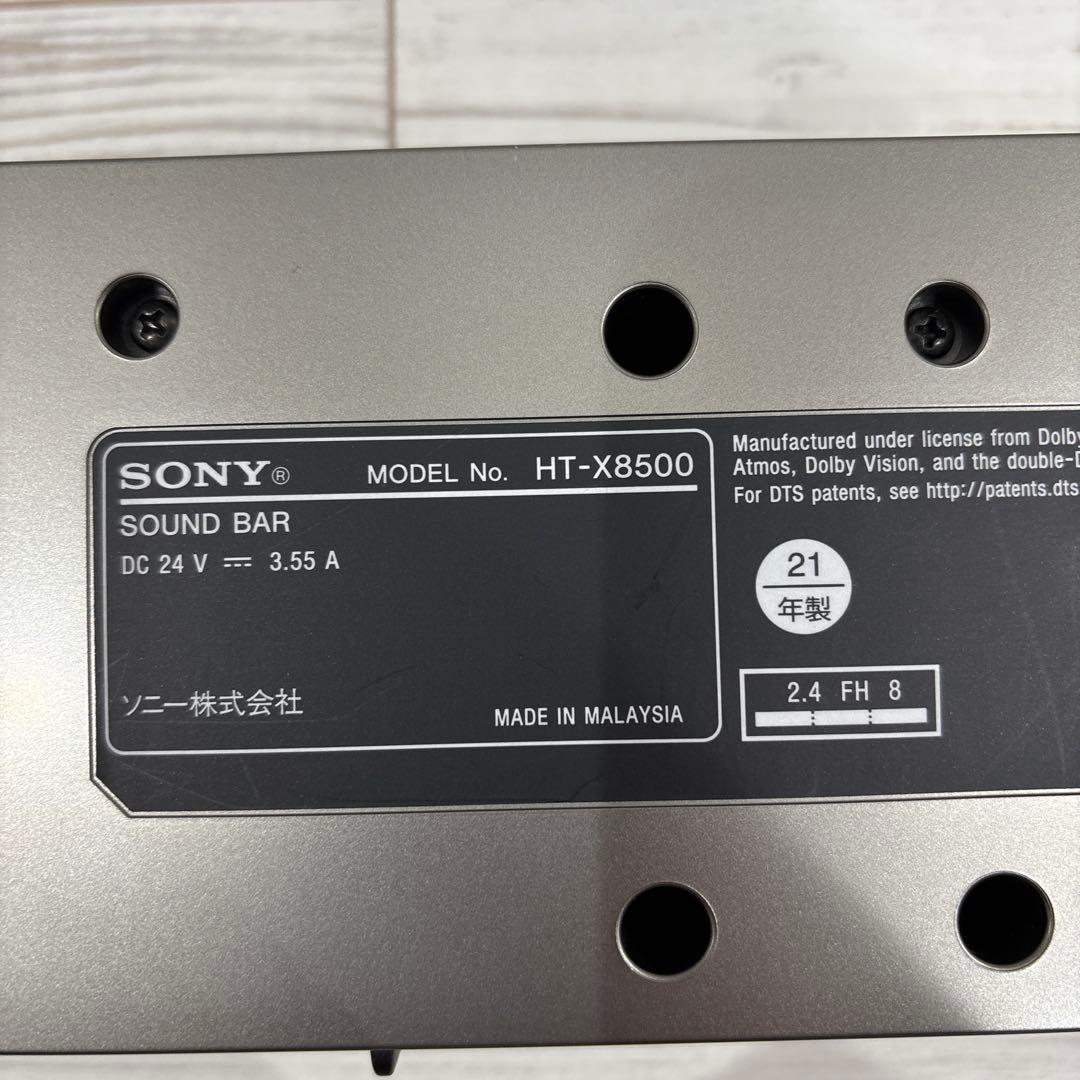 SONY® MODEL No. HT-X8500
SOUND BAR
DC 24 V ⎓ 3.55 A
ソニー株式会社
MADE IN MALAYSIA
Manufactured under license from Dolby
Atmos, Dolby Vision, and the double-D
For DTS patents, see http://patents.dts
21
年製
2.4 FH 8